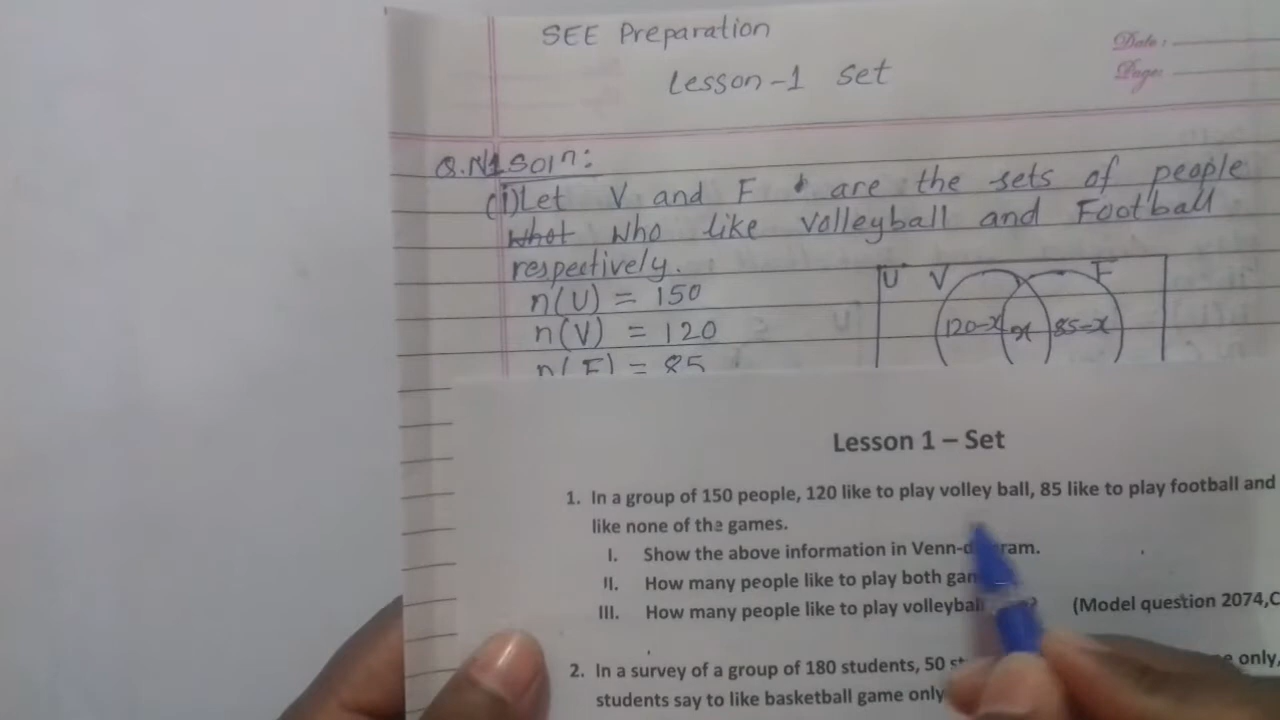 SEE Preparation
Lesson-1 Set
Date:
Page:
Q.N1 Soln:
(i) Let V and F are the sets of people
What who like volleyball and Football
respectively.
n(U) = 150
n(V) = 120
n(F) = 85
U V F
120-x x 85-x
Lesson 1 – Set
1. In a group of 150 people, 120 like to play volley ball, 85 like to play football and
like none of the games.
I. Show the above information in Venn-d ram.
II. How many people like to play both
III. How many people like to play (Model question 2074,C
2. In a survey of a group of 180 students, 50 only,
students say to like basketball game only